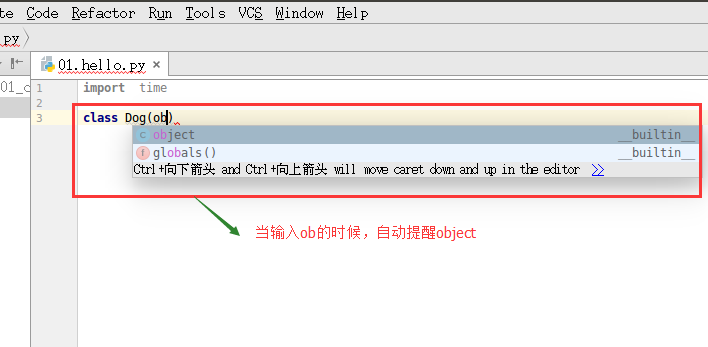 te Code Refactor Run Tools VCS Window Help
py
01.hello.py ×
01_c
1 import time
2
3 class Dog(ob)
c object __builtin__
f globals() __builtin__
Ctrl+向下箭头 and Ctrl+向上箭头 will move caret down and up in the editor >>
当输入ob的时候，自动提醒object